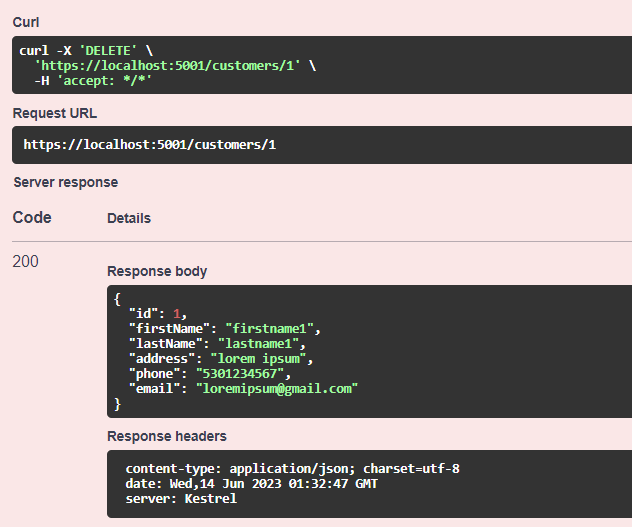 Curl
curl -X 'DELETE' \
'https://localhost:5001/customers/1' \
-H 'accept: */*'
Request URL
https://localhost:5001/customers/1
Server response
Code Details
200
Response body
{
"id": 1,
"firstName": "firstname1",
"lastName": "lastname1",
"address": "lorem ipsum",
"phone": "5301234567",
"email": "loremipsum@gmail.com"
}
Response headers
content-type: application/json; charset=utf-8
date: Wed,14 Jun 2023 01:32:47 GMT
server: Kestrel